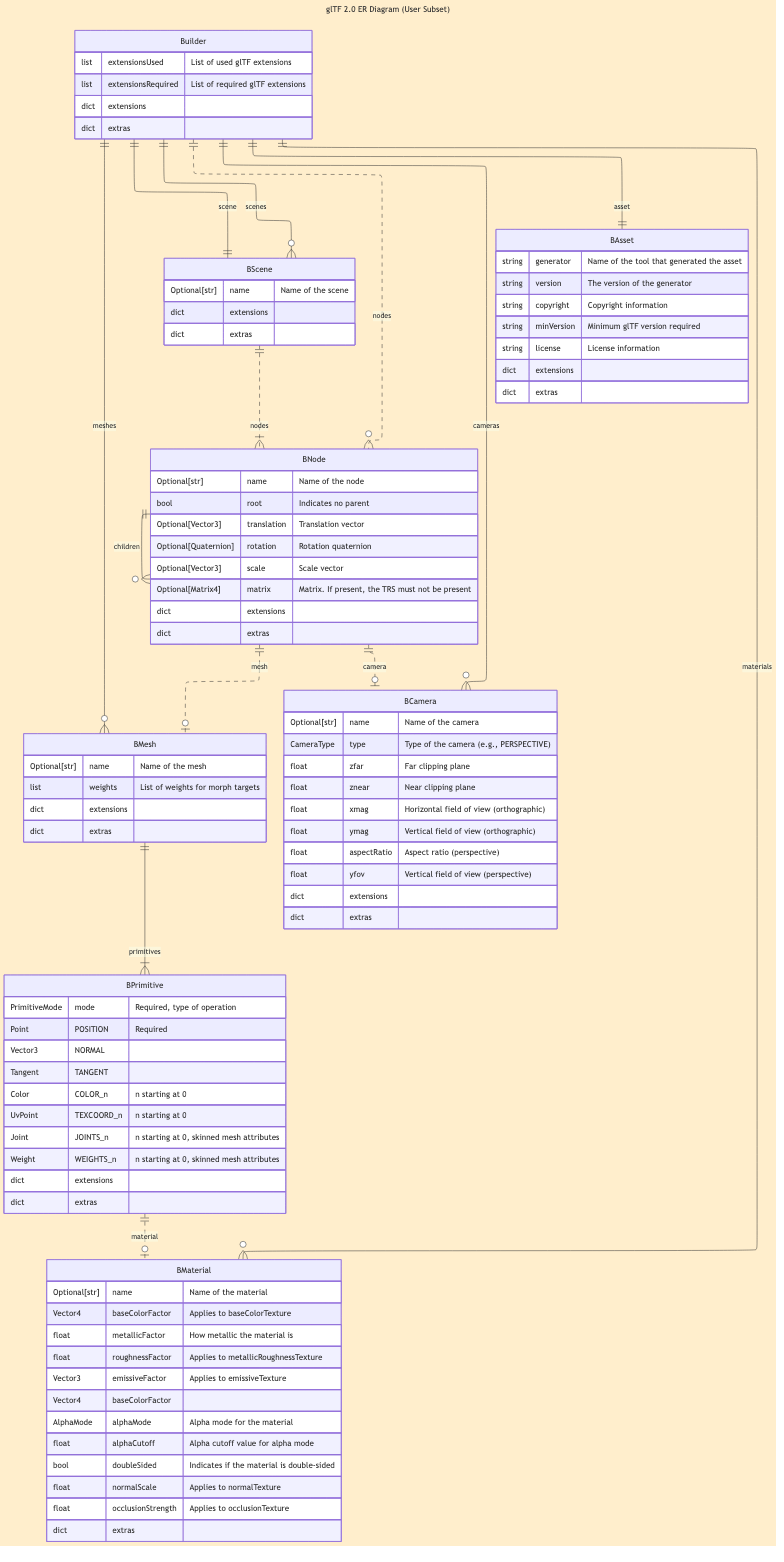 glTF 2.0 ER Diagram (User Subset)
Builder
list extensionsUsed List of used glTF extensions
list extensionsRequired List of required glTF extensions
dict extensions
dict extras
scene
scenes
asset
BAsset
string generator Name of the tool that generated the asset
string version The version of the generator
string copyright Copyright information
string minVersion Minimum glTF version required
string license License information
dict extensions
dict extras
BScene
Optional[str] name Name of the scene
dict extensions
dict extras
nodes
meshes
nodes
cameras
BNode
Optional[str] name Name of the node
bool root Indicates no parent
Optional[Vector3] translation Translation vector
Optional[Quaternion] rotation Rotation quaternion
Optional[Vector3] scale Scale vector
Optional[Matrix4] matrix Matrix. If present, the TRS must not be present
dict extensions
dict extras
children
mesh
camera
materials
BCamera
Optional[str] name Name of the camera
CameraType type Type of the camera (e.g., PERSPECTIVE)
float zfar Far clipping plane
float znear Near clipping plane
float xmag Horizontal field of view (orthographic)
float ymag Vertical field of view (orthographic)
float aspectRatio Aspect ratio (perspective)
float yfov Vertical field of view (perspective)
dict extensions
dict extras
BMesh
Optional[str] name Name of the mesh
list weights List of weights for morph targets
dict extensions
dict extras
primitives
BPrimitive
PrimitiveMode mode Required, type of operation
Point POSITION Required
Vector3 NORMAL
Tangent TANGENT
Color COLOR_n n starting at 0
UvPoint TEXCOORD_n n starting at 0
Joint JOINTS_n n starting at 0, skinned mesh attributes
Weight WEIGHTS_n n starting at 0, skinned mesh attributes
dict extensions
dict extras
material
BMaterial
Optional[str] name Name of the material
Vector4 baseColorFactor Applies to baseColorTexture
float metallicFactor How metallic the material is
float roughnessFactor Applies to metallicRoughnessTexture
Vector3 emissiveFactor Applies to emissiveTexture
Vector4 baseColorFactor
AlphaMode alphaMode Alpha mode for the material
float alphaCutoff Alpha cutoff value for alpha mode
bool doubleSided Indicates if the material is double-sided
float normalScale Applies to normalTexture
float occlusionStrength Applies to occlusionTexture
dict extras